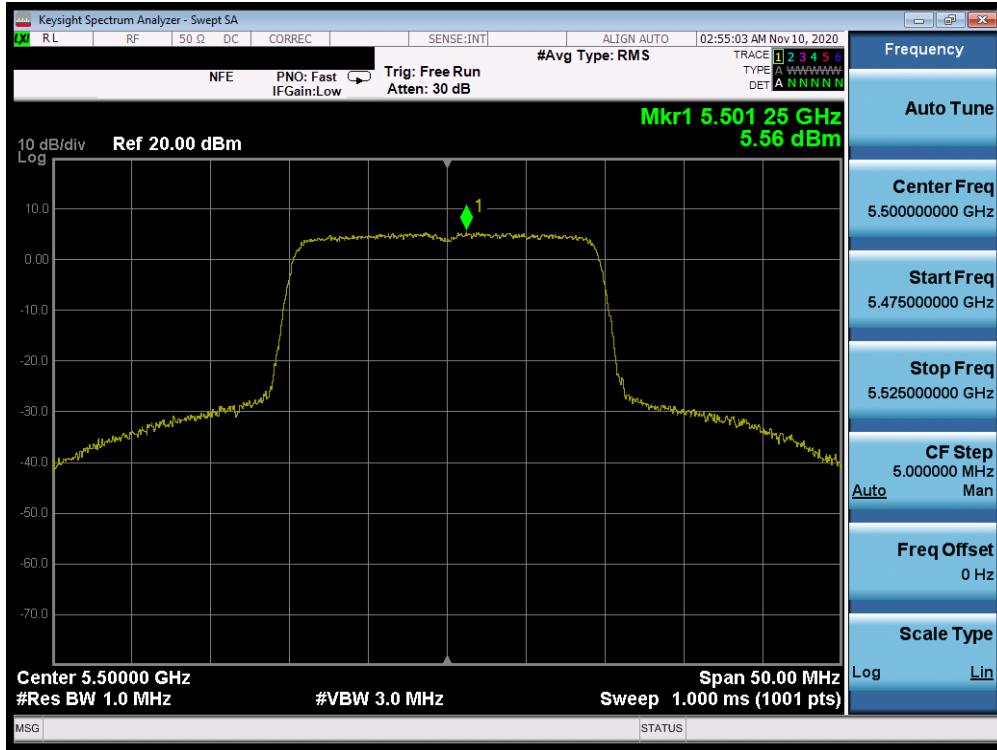 Keysight Spectrum Analyzer - Swept SA
LXI RL RF 50 Ω DC CORREC SENSE:INT ALIGN AUTO 02:55:03 AM Nov 10, 2020
NFE PNO: Fast Trig: Free Run #Avg Type: RMS TRACE 1 2 3 4 5 6
IFGain:Low Atten: 30 dB TYPE A WWWWW
DET A N N N N N
Mkr1 5.501 25 GHz
5.56 dBm
10 dB/div Ref 20.00 dBm
Log
1
10.0
0.00
-10.0
-20.0
-30.0
-40.0
-50.0
-60.0
-70.0
Center 5.50000 GHz Span 50.00 MHz
#Res BW 1.0 MHz #VBW 3.0 MHz Sweep 1.000 ms (1001 pts)
MSG STATUS
Frequency
Auto Tune
Center Freq
5.500000000 GHz
Start Freq
5.475000000 GHz
Stop Freq
5.525000000 GHz
CF Step
5.000000 MHz
Auto Man
Freq Offset
0 Hz
Scale Type
Log Lin